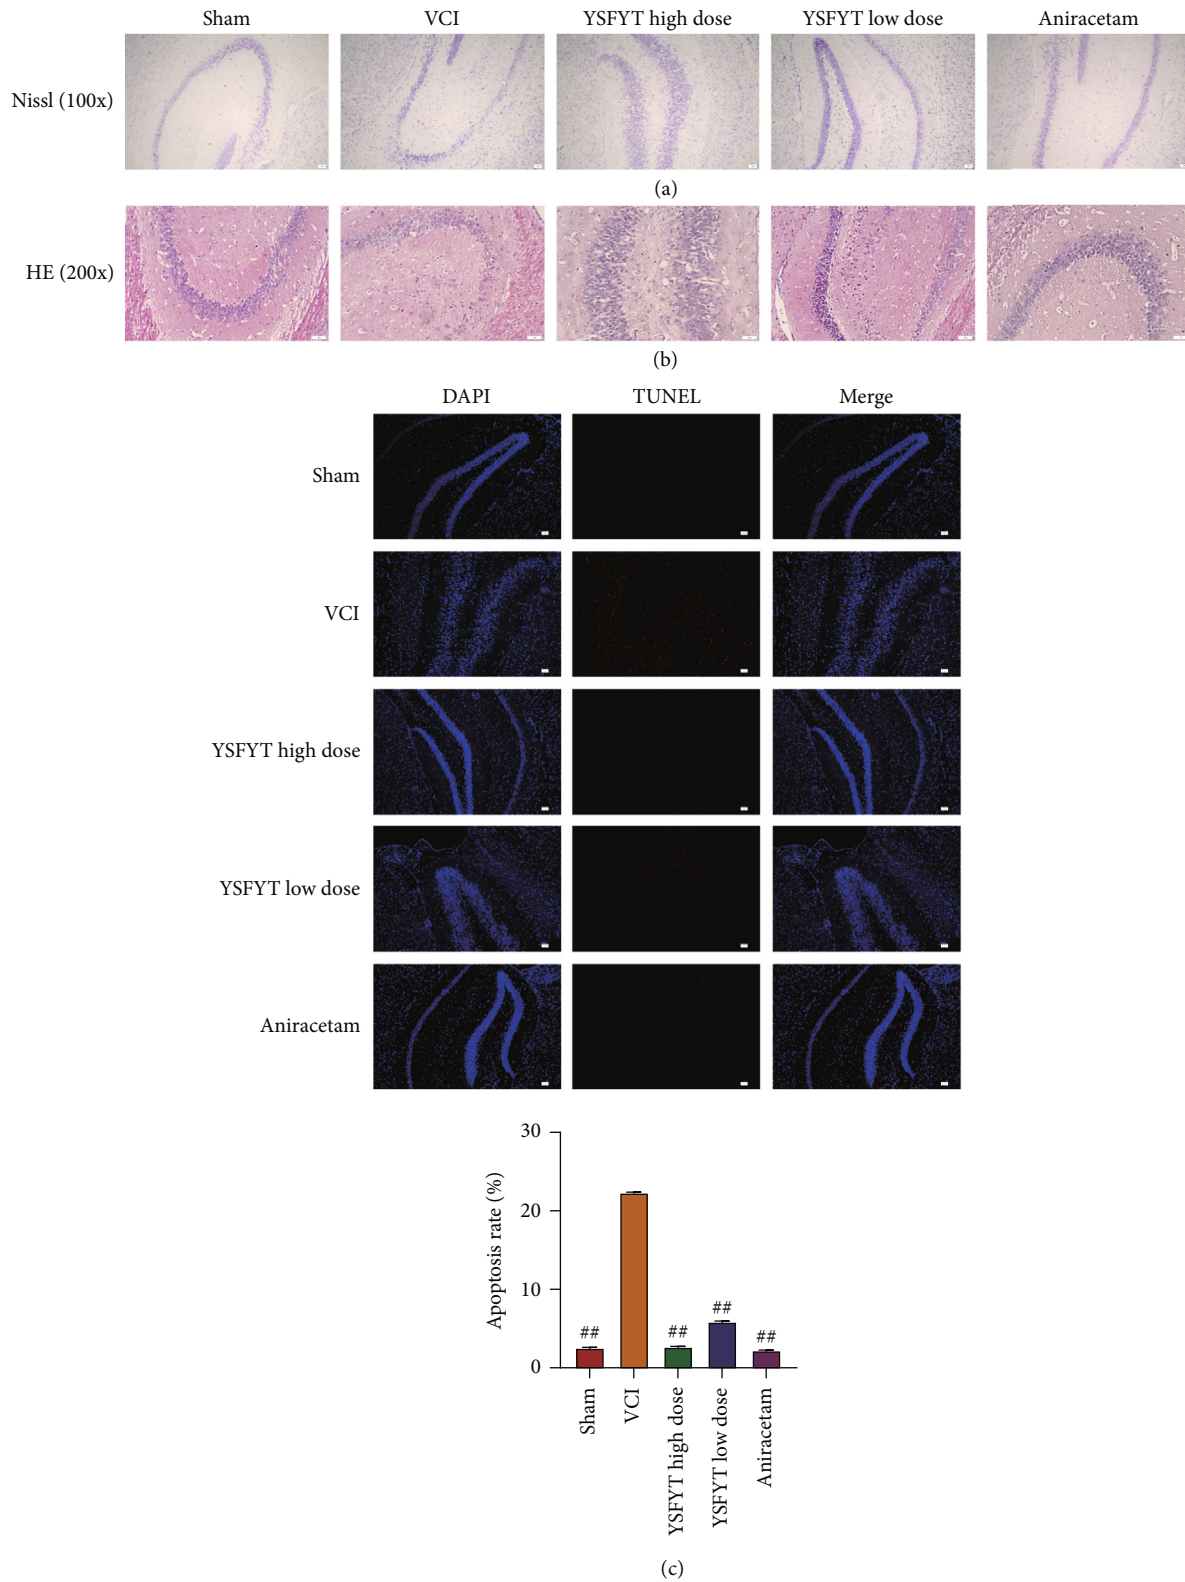 Sham VCI YSFYT high dose YSFYT low dose Aniracetam
Nissl (100x)
(a)
HE (200x)
(b)
DAPI TUNEL Merge
Sham
VCI
YSFYT high dose
YSFYT low dose
Aniracetam
30
20
10
0
Apoptosis rate (%)
##
##
##
##
Sham
VCI
YSFYT high dose
YSFYT low dose
Aniracetam
(c)